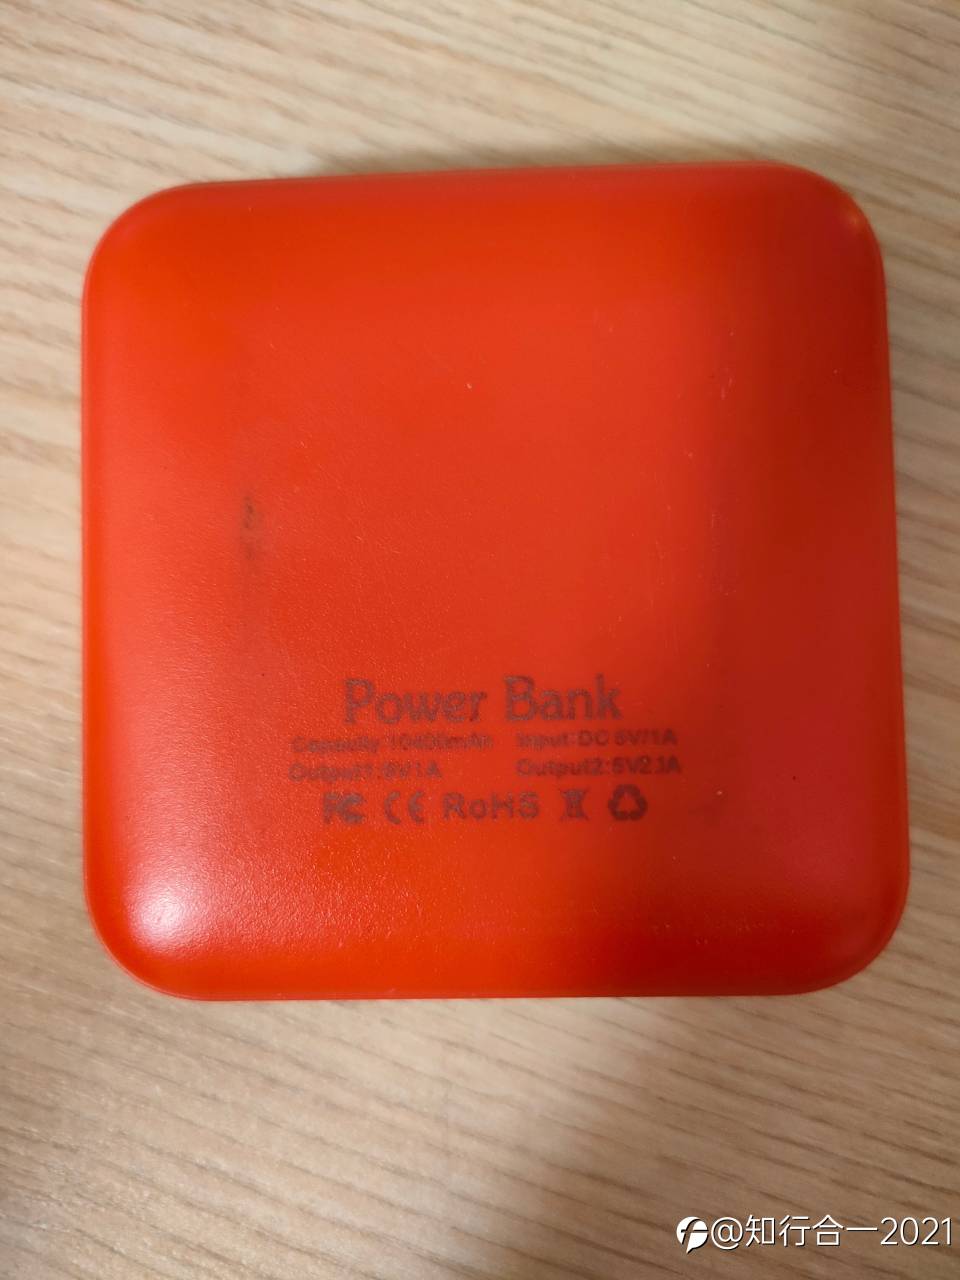 Power Bank
Capacity:10400mAh Input:DC 5V/1A
Output1:5V1A Output2:5V2.1A
FC CE RoHS
@知行合一2021